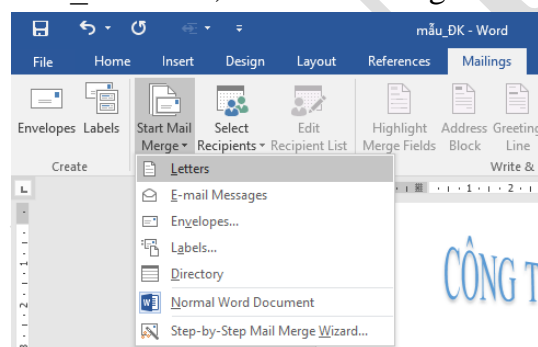 mẫu_ĐK - Word
File Home Insert Design Layout References Mailings
Envelopes Labels Start Mail Select Edit Highlight Address Greeting
Merge Recipients Recipient List Merge Fields Block Line
Create Write &
Letters
E-mail Messages
Envelopes...
Labels...
Directory
Normal Word Document
Step-by-Step Mail Merge Wizard...
1 2
CÔNG T